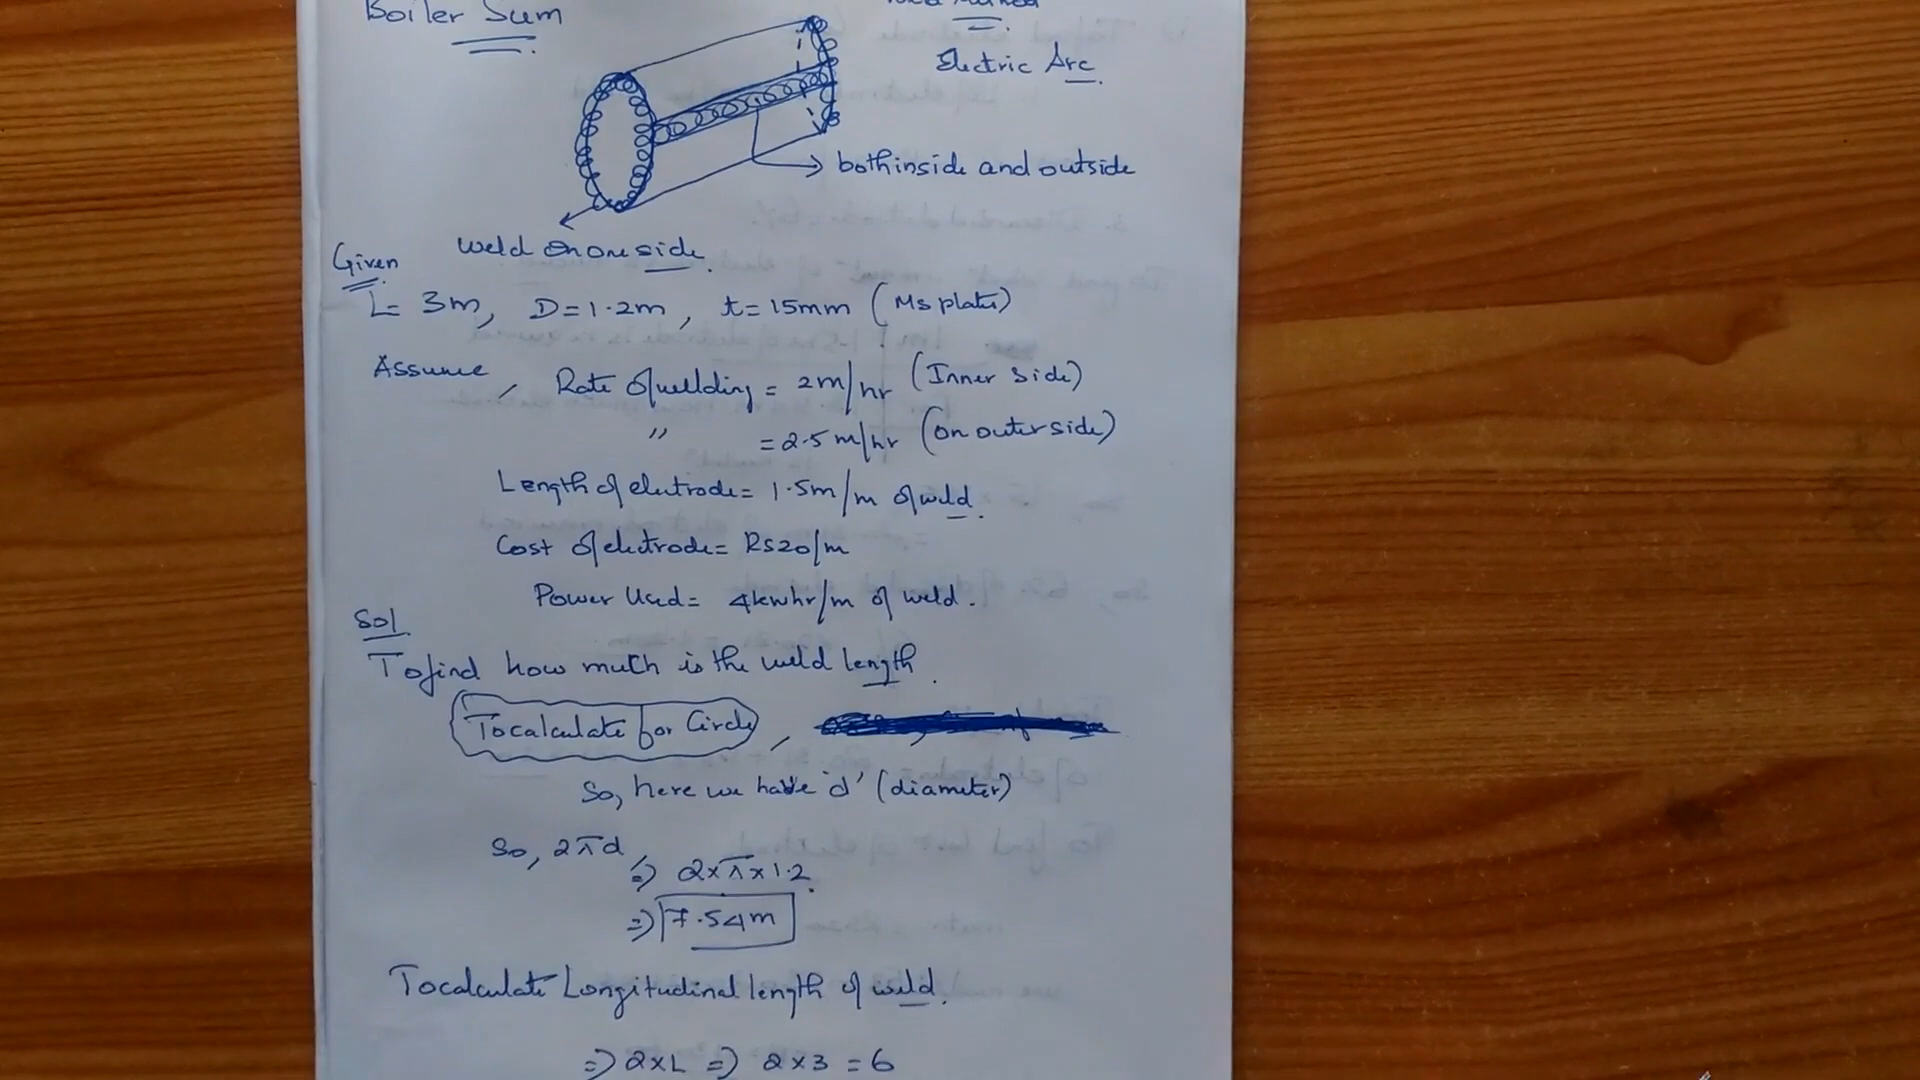 Boiler Sum
Electric Arc
both inside and outside
weld on one side.
Given
L= 3m, D=1.2m, t=15mm (Ms plate)
Assume, Rate of welding = 2m/hr (Inner side)
" = 2.5 m/hr (on outer side)
Length of electrode= 1.5m/m of weld.
Cost of electrode= RS20/m
Power Used= 4kwhr/m of weld.
Sol
To find how much is the weld length.
To calculate for Circle,
So, here we have 'd' (diameter)
So, 2πd,
=> 2×π×1.2
=> 7.54m
To calculate Longitudinal length of weld.
=> 2×L => 2×3 = 6